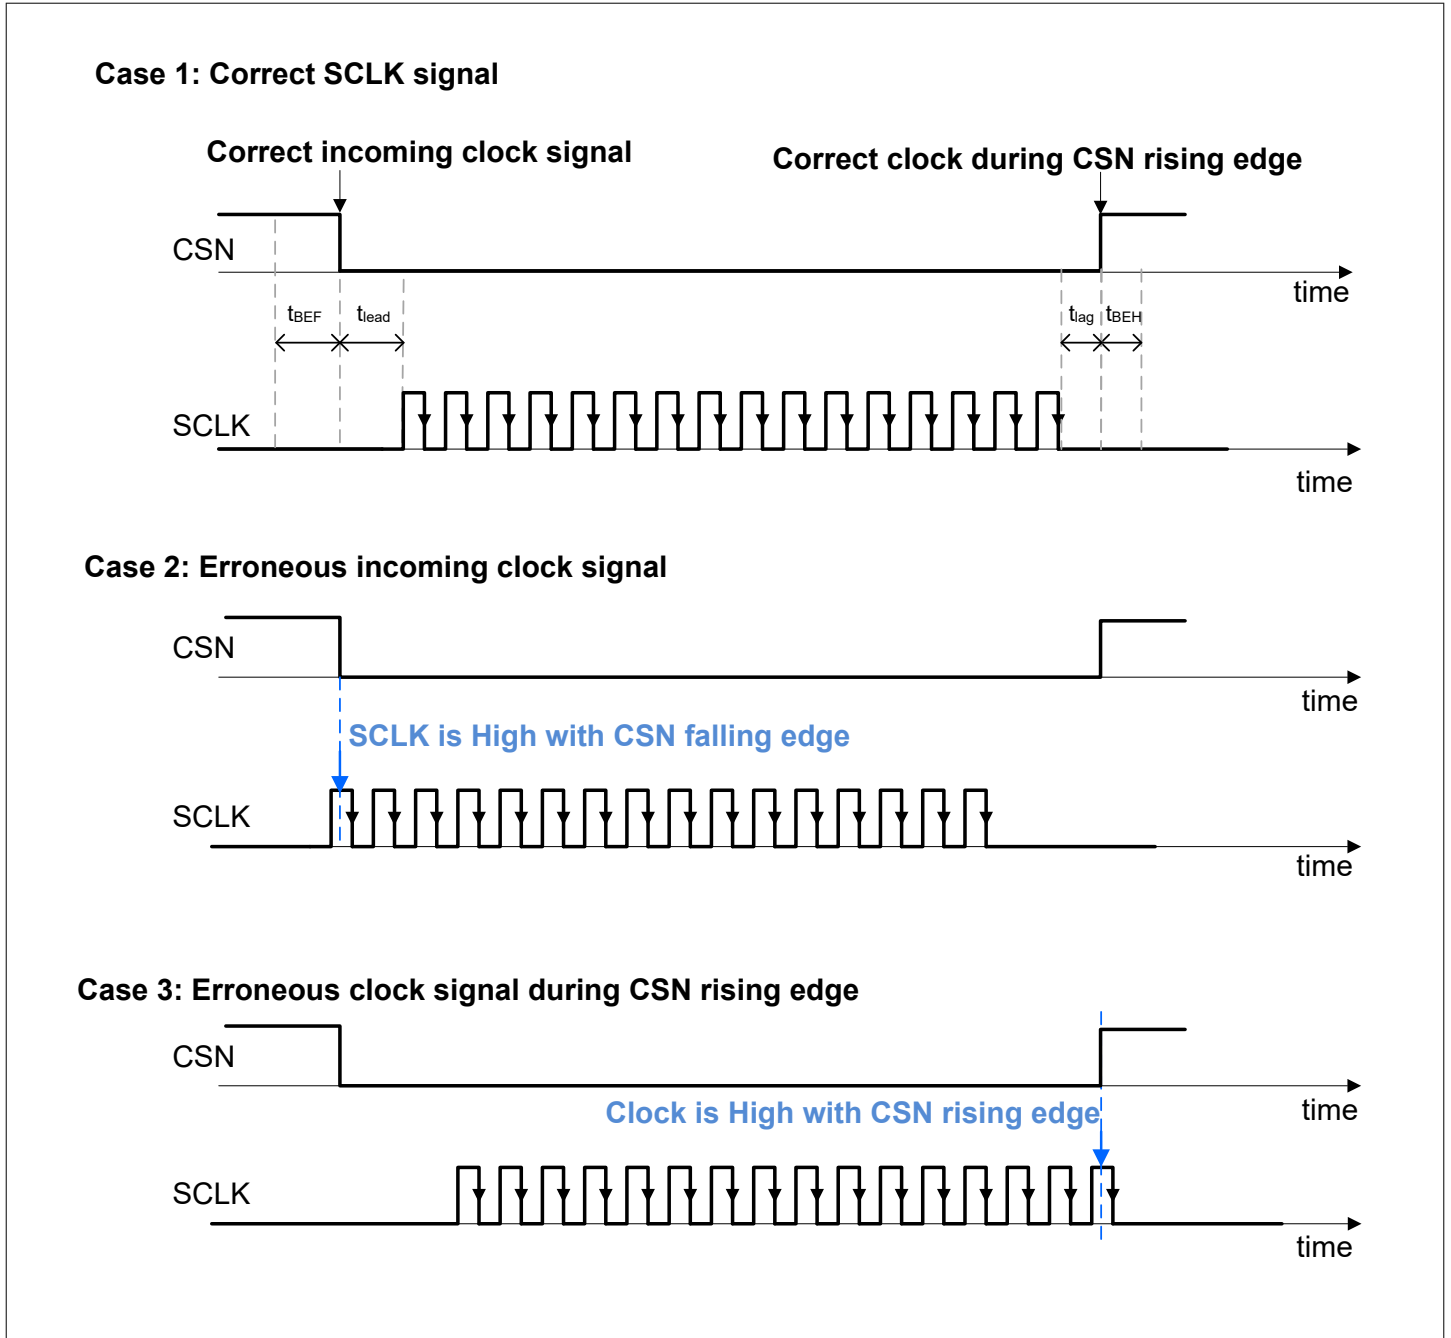 Case 1: Correct SCLK signal
Correct incoming clock signal
Correct clock during CSN rising edge
CSN
time
tBEF
tlead
tlag
tBEH
SCLK
time
Case 2: Erroneous incoming clock signal
CSN
time
SCLK is High with CSN falling edge
SCLK
time
Case 3: Erroneous clock signal during CSN rising edge
CSN
time
Clock is High with CSN rising edge
SCLK
time